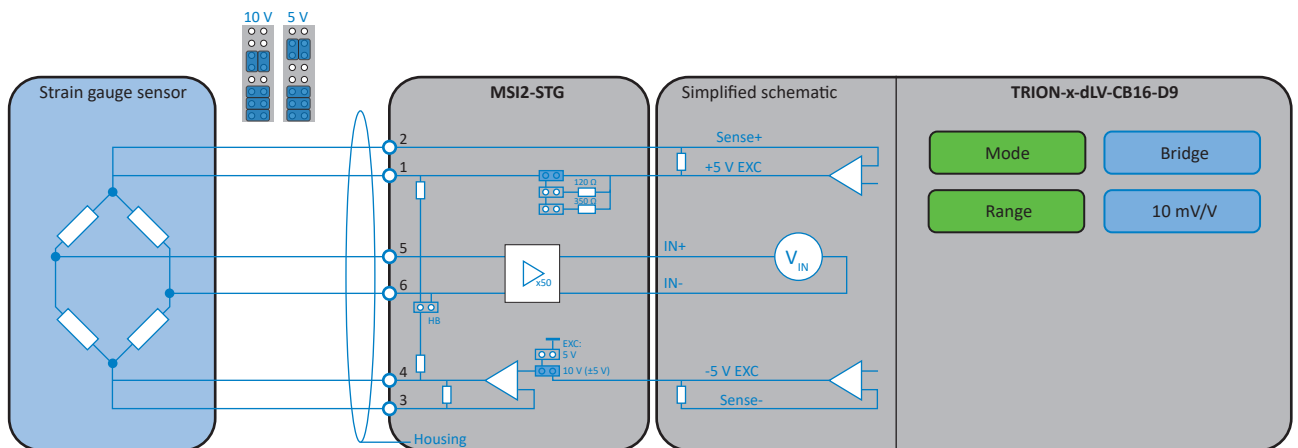 10 V 5 V
Strain gauge sensor
MSI2-STG
Simplified schematic
TRION-x-dLV-CB16-D9
2
Sense+
Mode
Bridge
1
+5 V EXC
120 Ω
350 Ω
Range
10 mV/V
5
IN+
V IN
x50
6
IN-
HB
EXC:
5 V
4
10 V (±5 V)
-5 V EXC
3
Sense-
Housing